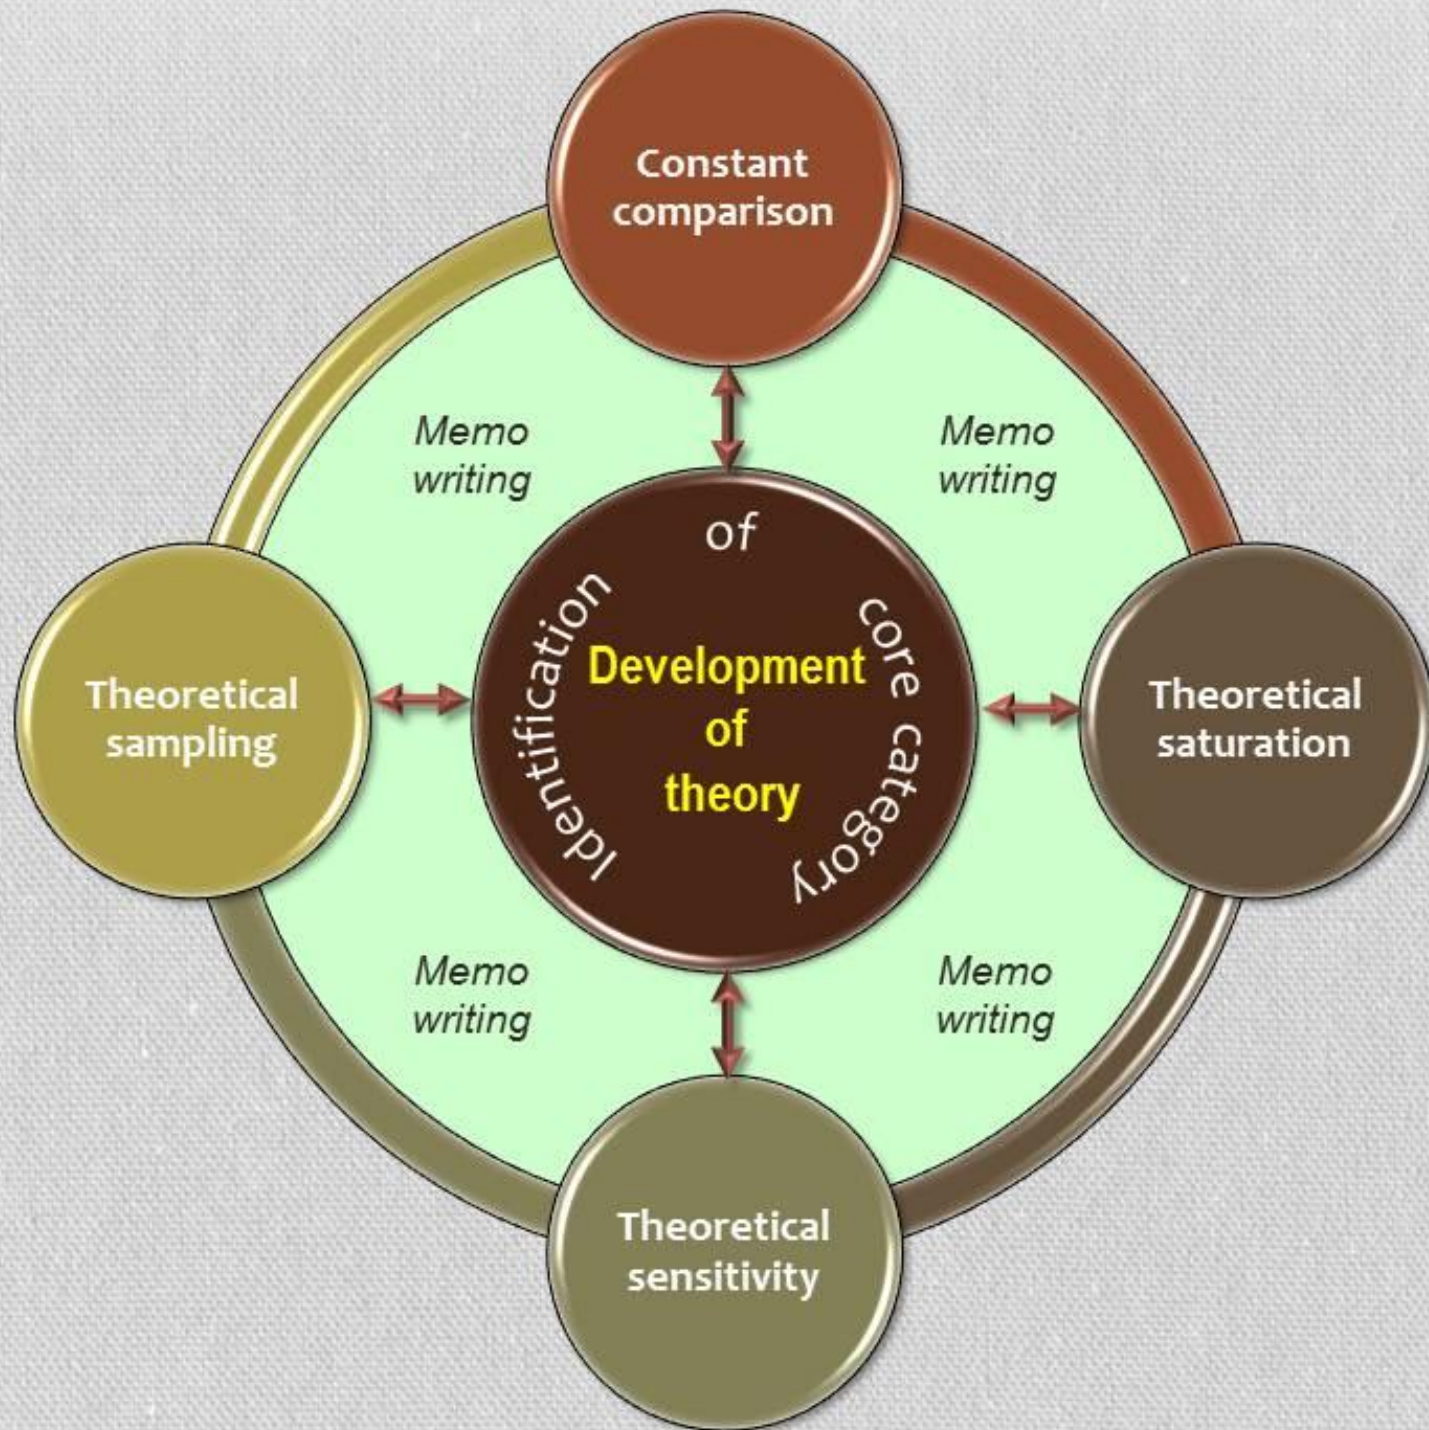 Constant
comparison
Memo
writing
Memo
writing
Identification of core category
Development
of
theory
Theoretical
sampling
Theoretical
saturation
Memo
writing
Memo
writing
Theoretical
sensitivity